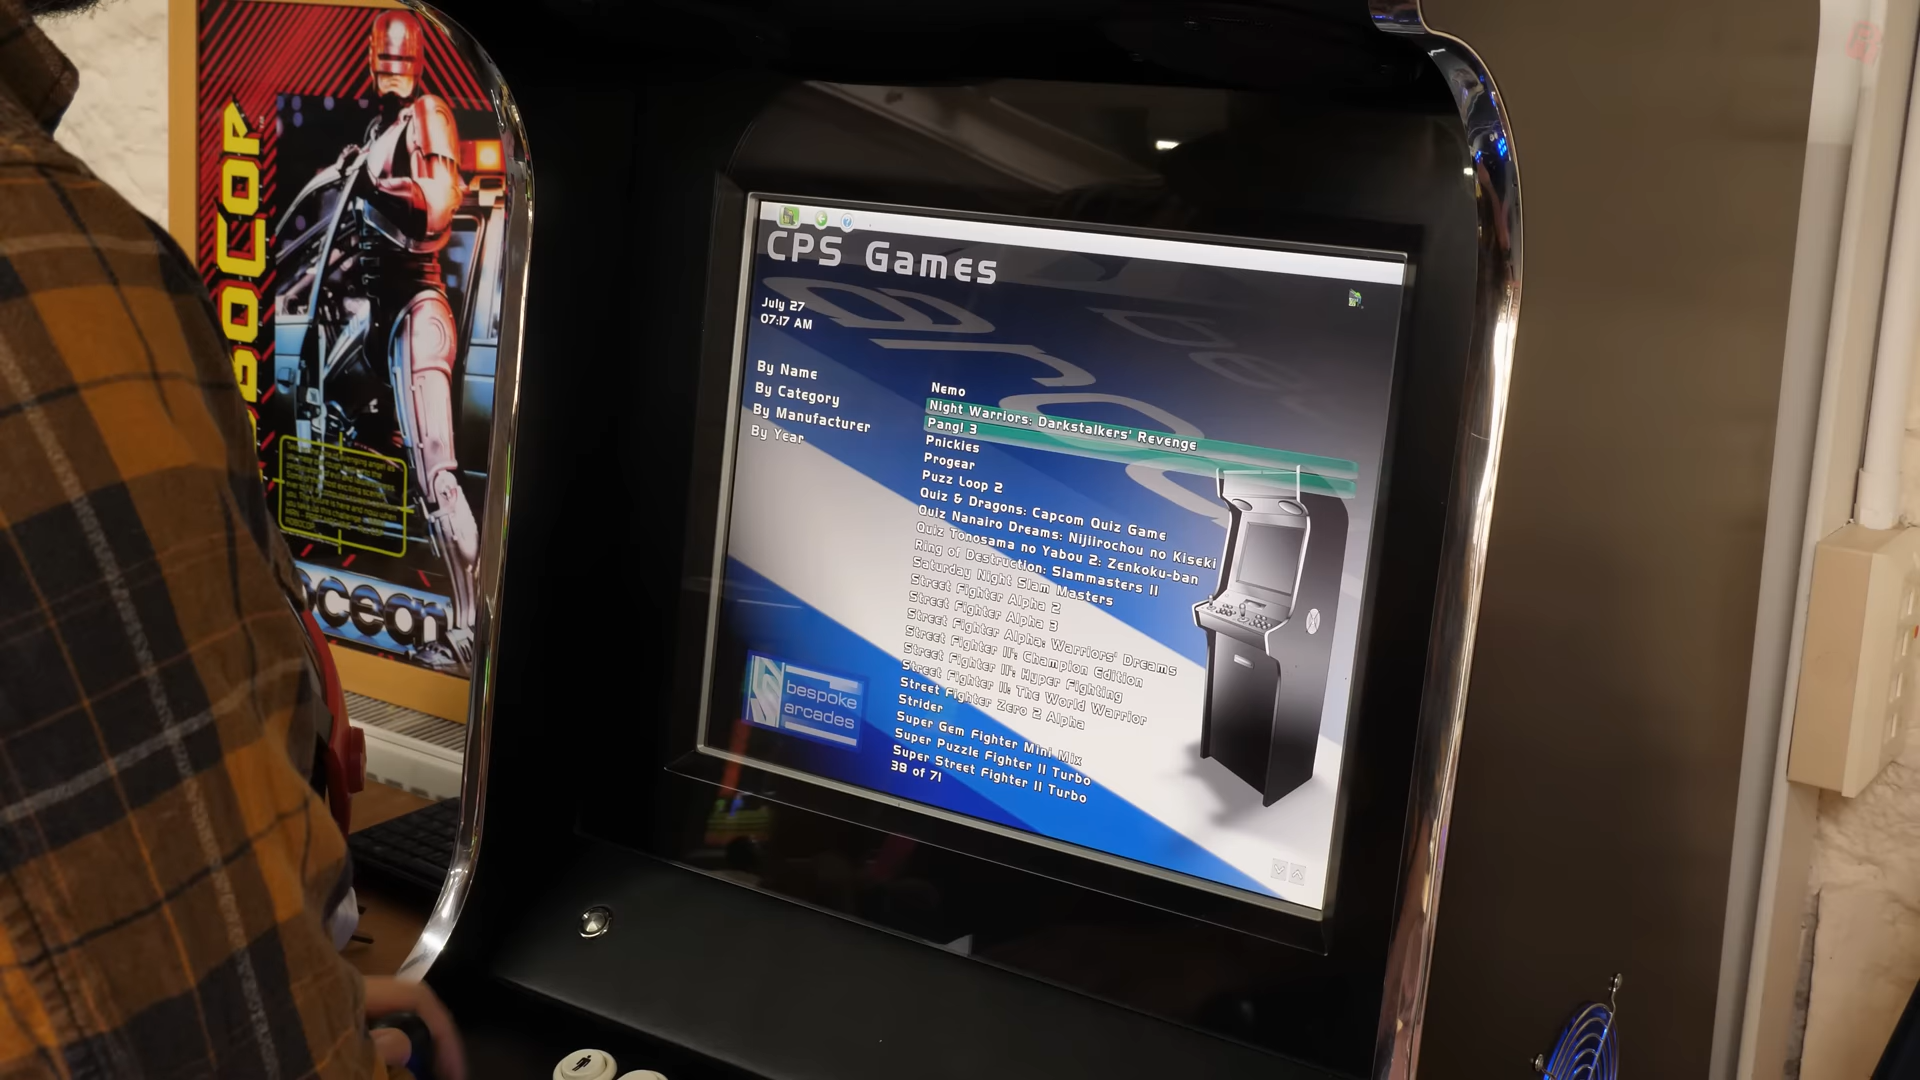 ROBOCOP
ocean
CPS Games
July 27
07:17 AM
By Name
By Category
By Manufacturer
By Year
Nemo
Night Warriors: Darkstalkers' Revenge
Pang! 3
Pnickies
Progear
Puzz Loop 2
Quiz & Dragons: Capcom Quiz Game
Quiz Nanairo Dreams: Nijiirochou no Kiseki
Quiz Tonosama no Yabou 2: Zenkoku-ban
Ring of Destruction: Slammasters II
Saturday Night Slam Masters
Street Fighter Alpha 2
Street Fighter Alpha 3
Street Fighter Alpha: Warriors' Dreams
Street Fighter II': Champion Edition
Street Fighter II': Hyper Fighting
Street Fighter II: The World Warrior
Street Fighter Zero 2 Alpha
Strider
Super Gem Fighter Mini Mix
Super Puzzle Fighter II Turbo
Super Street Fighter II Turbo
38 of 71
bespoke
arcades